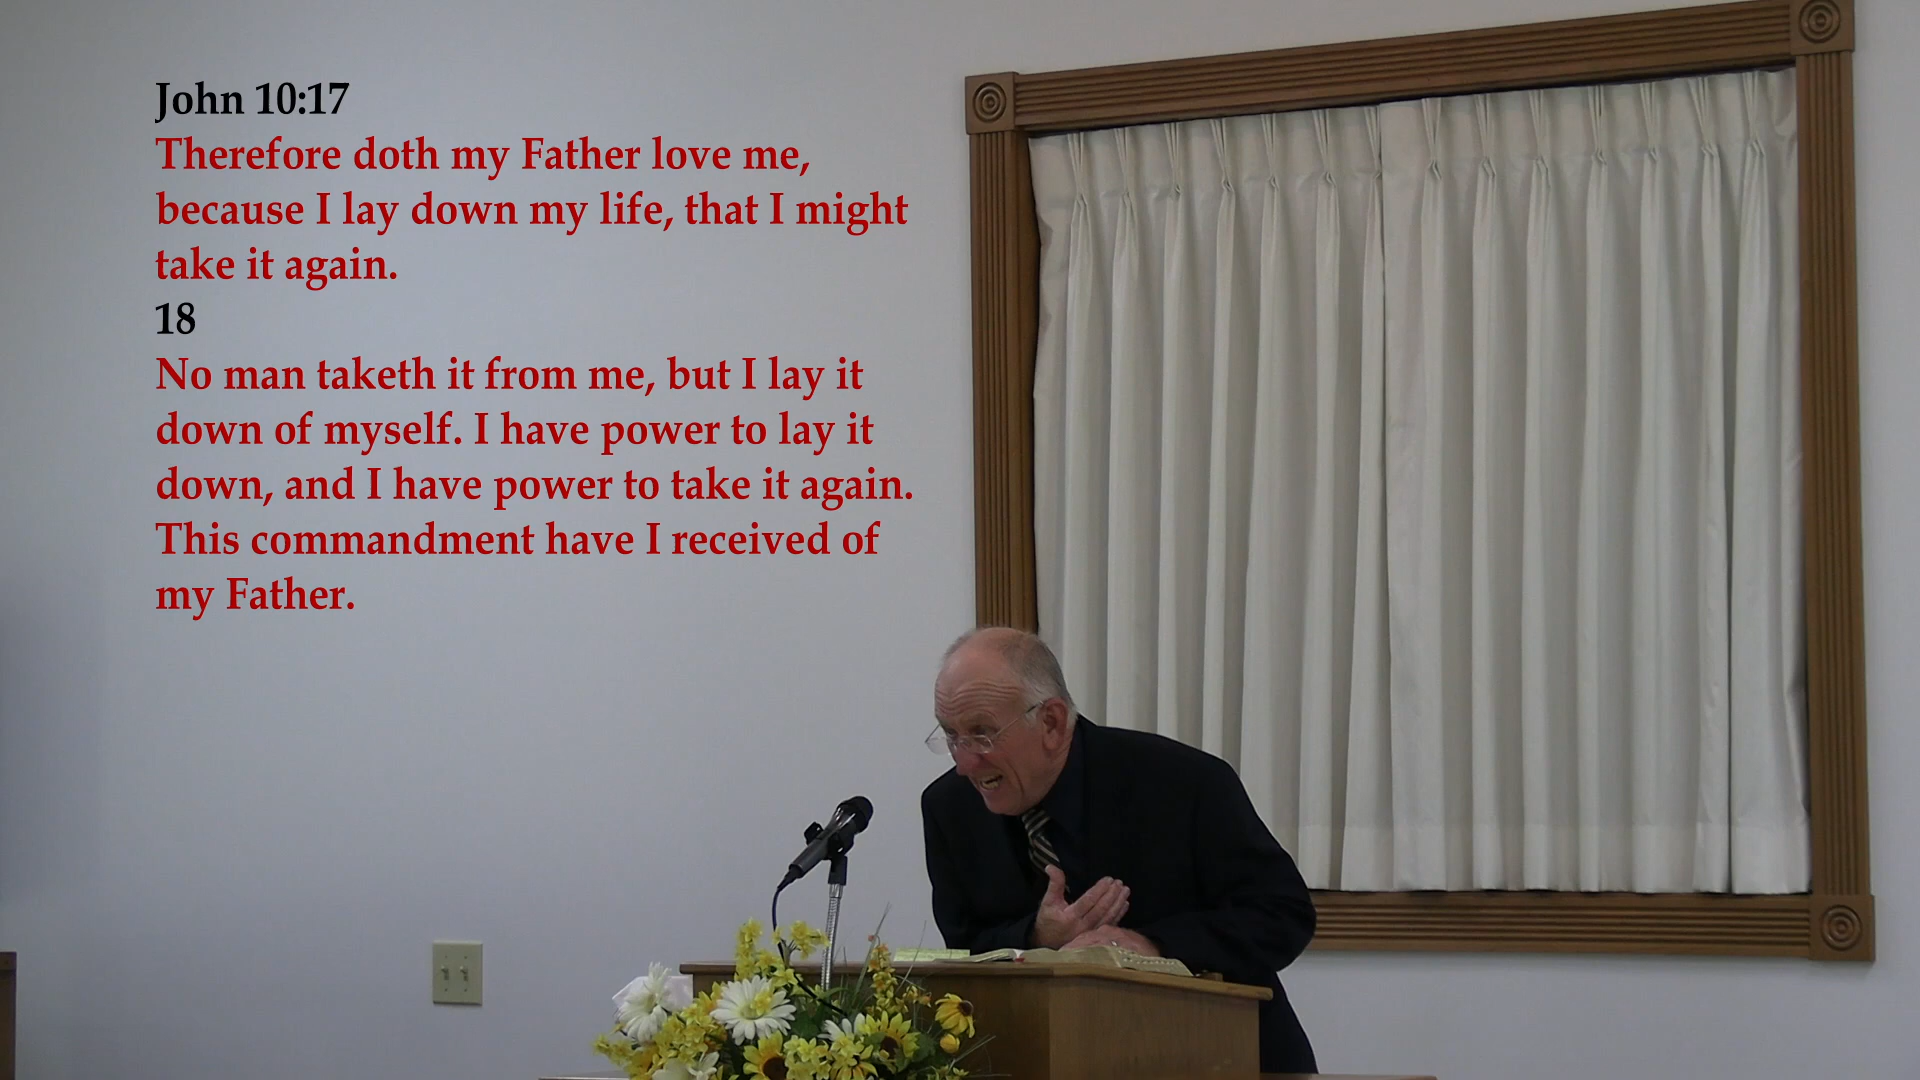 John 10:17
Therefore doth my Father love me,
because I lay down my life, that I might
take it again.
18
No man taketh it from me, but I lay it
down of myself. I have power to lay it
down, and I have power to take it again.
This commandment have I received of
my Father.